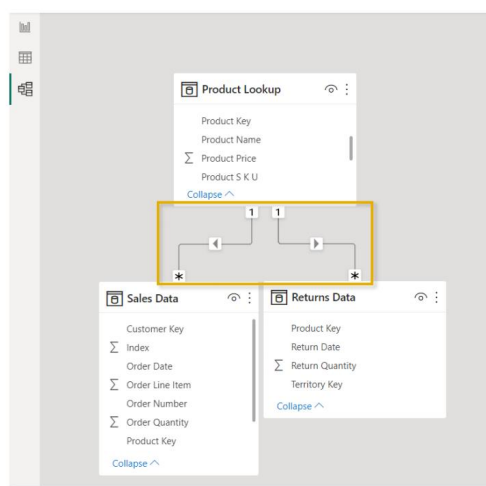 Product Lookup
Product Key
Product Name
Σ Product Price
Product S K U
Collapse
1 1
* *
Sales Data
Customer Key
Σ Index
Order Date
Σ Order Line Item
Order Number
Σ Order Quantity
Product Key
Collapse
Returns Data
Product Key
Return Date
Σ Return Quantity
Territory Key
Collapse